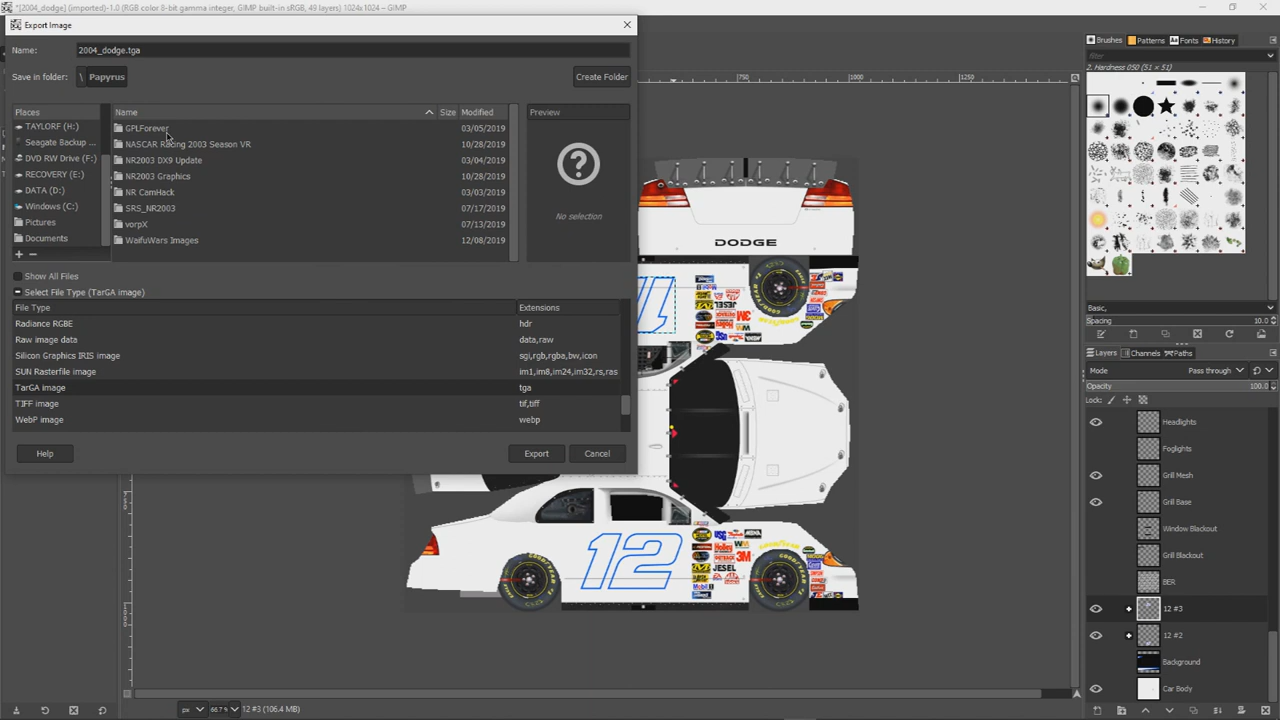 *[2004_dodge] (imported)-1.0 (RGB color 8-bit gamma integer, GIMP built-in sRGB, 49 layers) 1024x1024 – GIMP
Export Image
Name: 2004_dodge.tga
Save in folder: \ Papyrus Create Folder
Places Name Size Modified Preview
TAYLORF (H:) GPLForever 03/05/2019
Seagate Backup ... NASCAR Racing 2003 Season VR 10/28/2019
DVD RW Drive (F:) NR2003 DX9 Update 03/04/2019
RECOVERY (E:) NR2003 Graphics 10/28/2019
DATA (D:) NR CamHack 03/03/2019
Windows (C:) SRS_NR2003 07/17/2019
Pictures vorpX 07/13/2019
Documents WaifuWars Images 12/08/2019
No selection
Show All Files
Select File Type (TarGA image)
File Type Extensions
Radiance RGBE hdr
Raw image data data,raw
Silicon Graphics IRIS image sgi,rgb,rgba,bw,icon
SUN Rasterfile image im1,im8,im24,im32,rs,ras
TarGA image tga
TIFF image tif,tiff
WebP image webp
Help Export Cancel
750 1000 1250
DODGE
12
JESEL
3M
Holley
Mobil 1
Brushes Patterns Fonts History
filter
2. Hardness 050 (51 × 51)
Basic,
Spacing 10.0
Layers Channels Paths
Mode Pass through
Opacity 100.0
Lock:
Headlights
Foglights
Grill Mesh
Grill Base
Window Blackout
Grill Blackout
BER
12 #3
12 #2
Background
Car Body
px 66.7 % 12 #3 (106.4 MB)